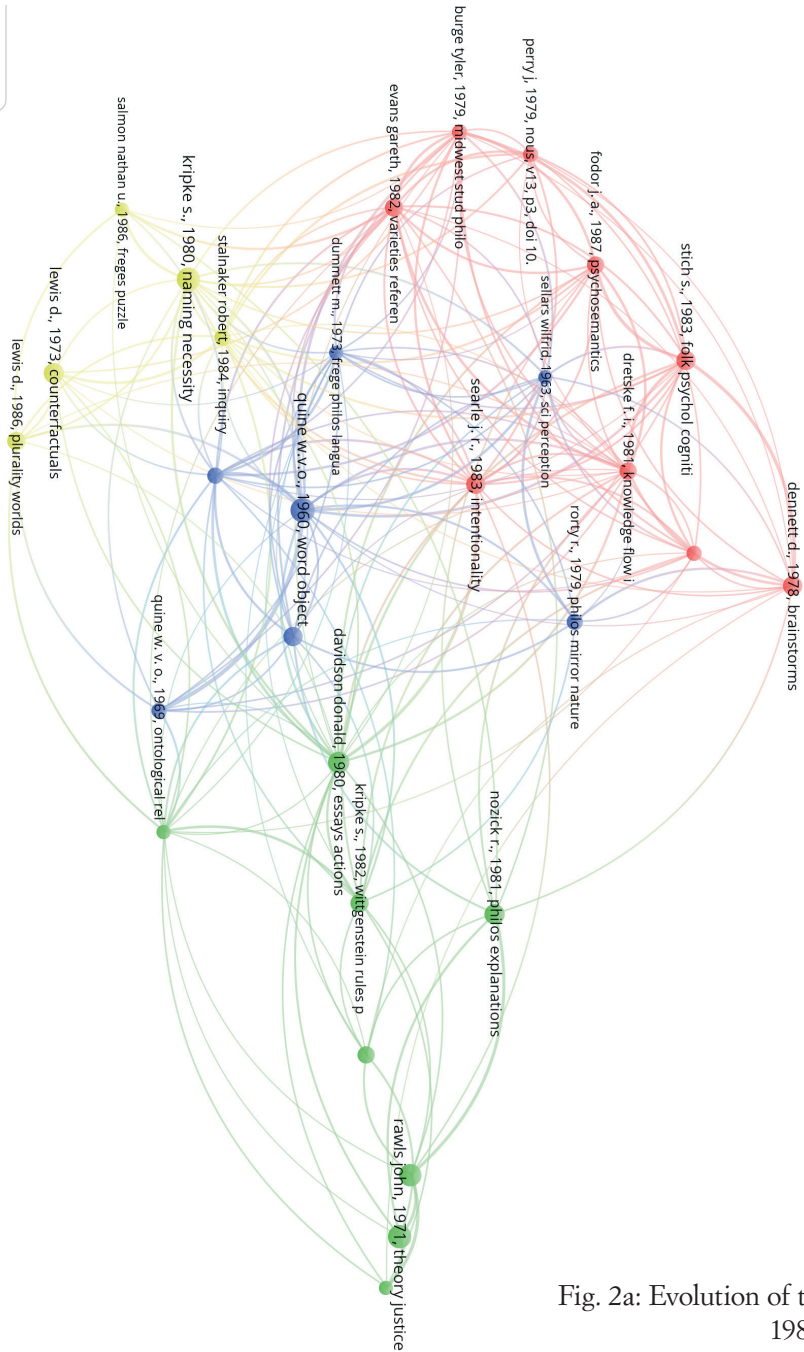 dennett d., 1978, brainstorms
stich s., 1983, folk psychol cogniti
dretske f. i., 1981, knowledge flow i
fodor j. a., 1987, psychosemantics
rorty r., 1979, philos mirror nature
sellars wilfrid, 1963, sci perception
perry j, 1979, nous, v13, p3, doi 10.
nozick r., 1981, philos explanations
searle j. r., 1983, intentionality
burge tyler, 1979, midwest stud philo
rawls john, 1971, theory justice
evans gareth, 1982, varieties referen
kripke s., 1982, wittgenstein rules p
davidson donald, 1980, essays actions
dummett m., 1973, frege philos langua
quine w.v.o., 1960, word object
stalnaker robert, 1984, inquiry
kripke s., 1980, naming necessity
quine w. v. o., 1969, ontological rel
salmon nathan u., 1986, freges puzzle
lewis d., 1973, counterfactuals
lewis d., 1986, plurality worlds
Fig. 2a: Evolution of t
198